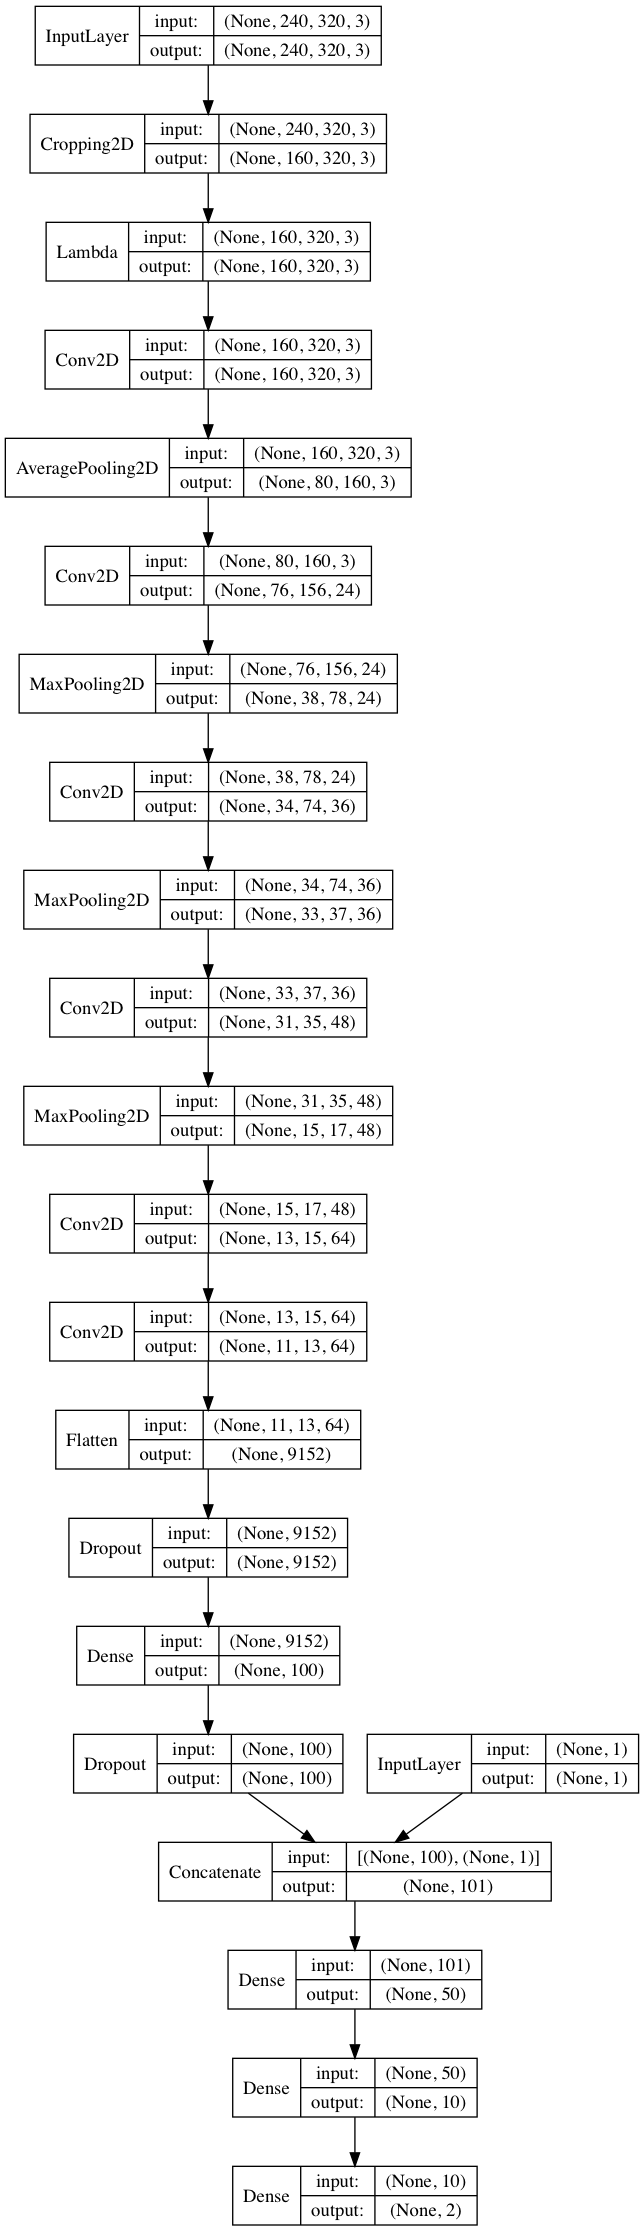 InputLayer
input: (None, 240, 320, 3)
output: (None, 240, 320, 3)
Cropping2D
input: (None, 240, 320, 3)
output: (None, 160, 320, 3)
Lambda
input: (None, 160, 320, 3)
output: (None, 160, 320, 3)
Conv2D
input: (None, 160, 320, 3)
output: (None, 160, 320, 3)
AveragePooling2D
input: (None, 160, 320, 3)
output: (None, 80, 160, 3)
Conv2D
input: (None, 80, 160, 3)
output: (None, 76, 156, 24)
MaxPooling2D
input: (None, 76, 156, 24)
output: (None, 38, 78, 24)
Conv2D
input: (None, 38, 78, 24)
output: (None, 34, 74, 36)
MaxPooling2D
input: (None, 34, 74, 36)
output: (None, 33, 37, 36)
Conv2D
input: (None, 33, 37, 36)
output: (None, 31, 35, 48)
MaxPooling2D
input: (None, 31, 35, 48)
output: (None, 15, 17, 48)
Conv2D
input: (None, 15, 17, 48)
output: (None, 13, 15, 64)
Conv2D
input: (None, 13, 15, 64)
output: (None, 11, 13, 64)
Flatten
input: (None, 11, 13, 64)
output: (None, 9152)
Dropout
input: (None, 9152)
output: (None, 9152)
Dense
input: (None, 9152)
output: (None, 100)
Dropout
input: (None, 100)
output: (None, 100)
InputLayer
input: (None, 1)
output: (None, 1)
Concatenate
input: [(None, 100), (None, 1)]
output: (None, 101)
Dense
input: (None, 101)
output: (None, 50)
Dense
input: (None, 50)
output: (None, 10)
Dense
input: (None, 10)
output: (None, 2)